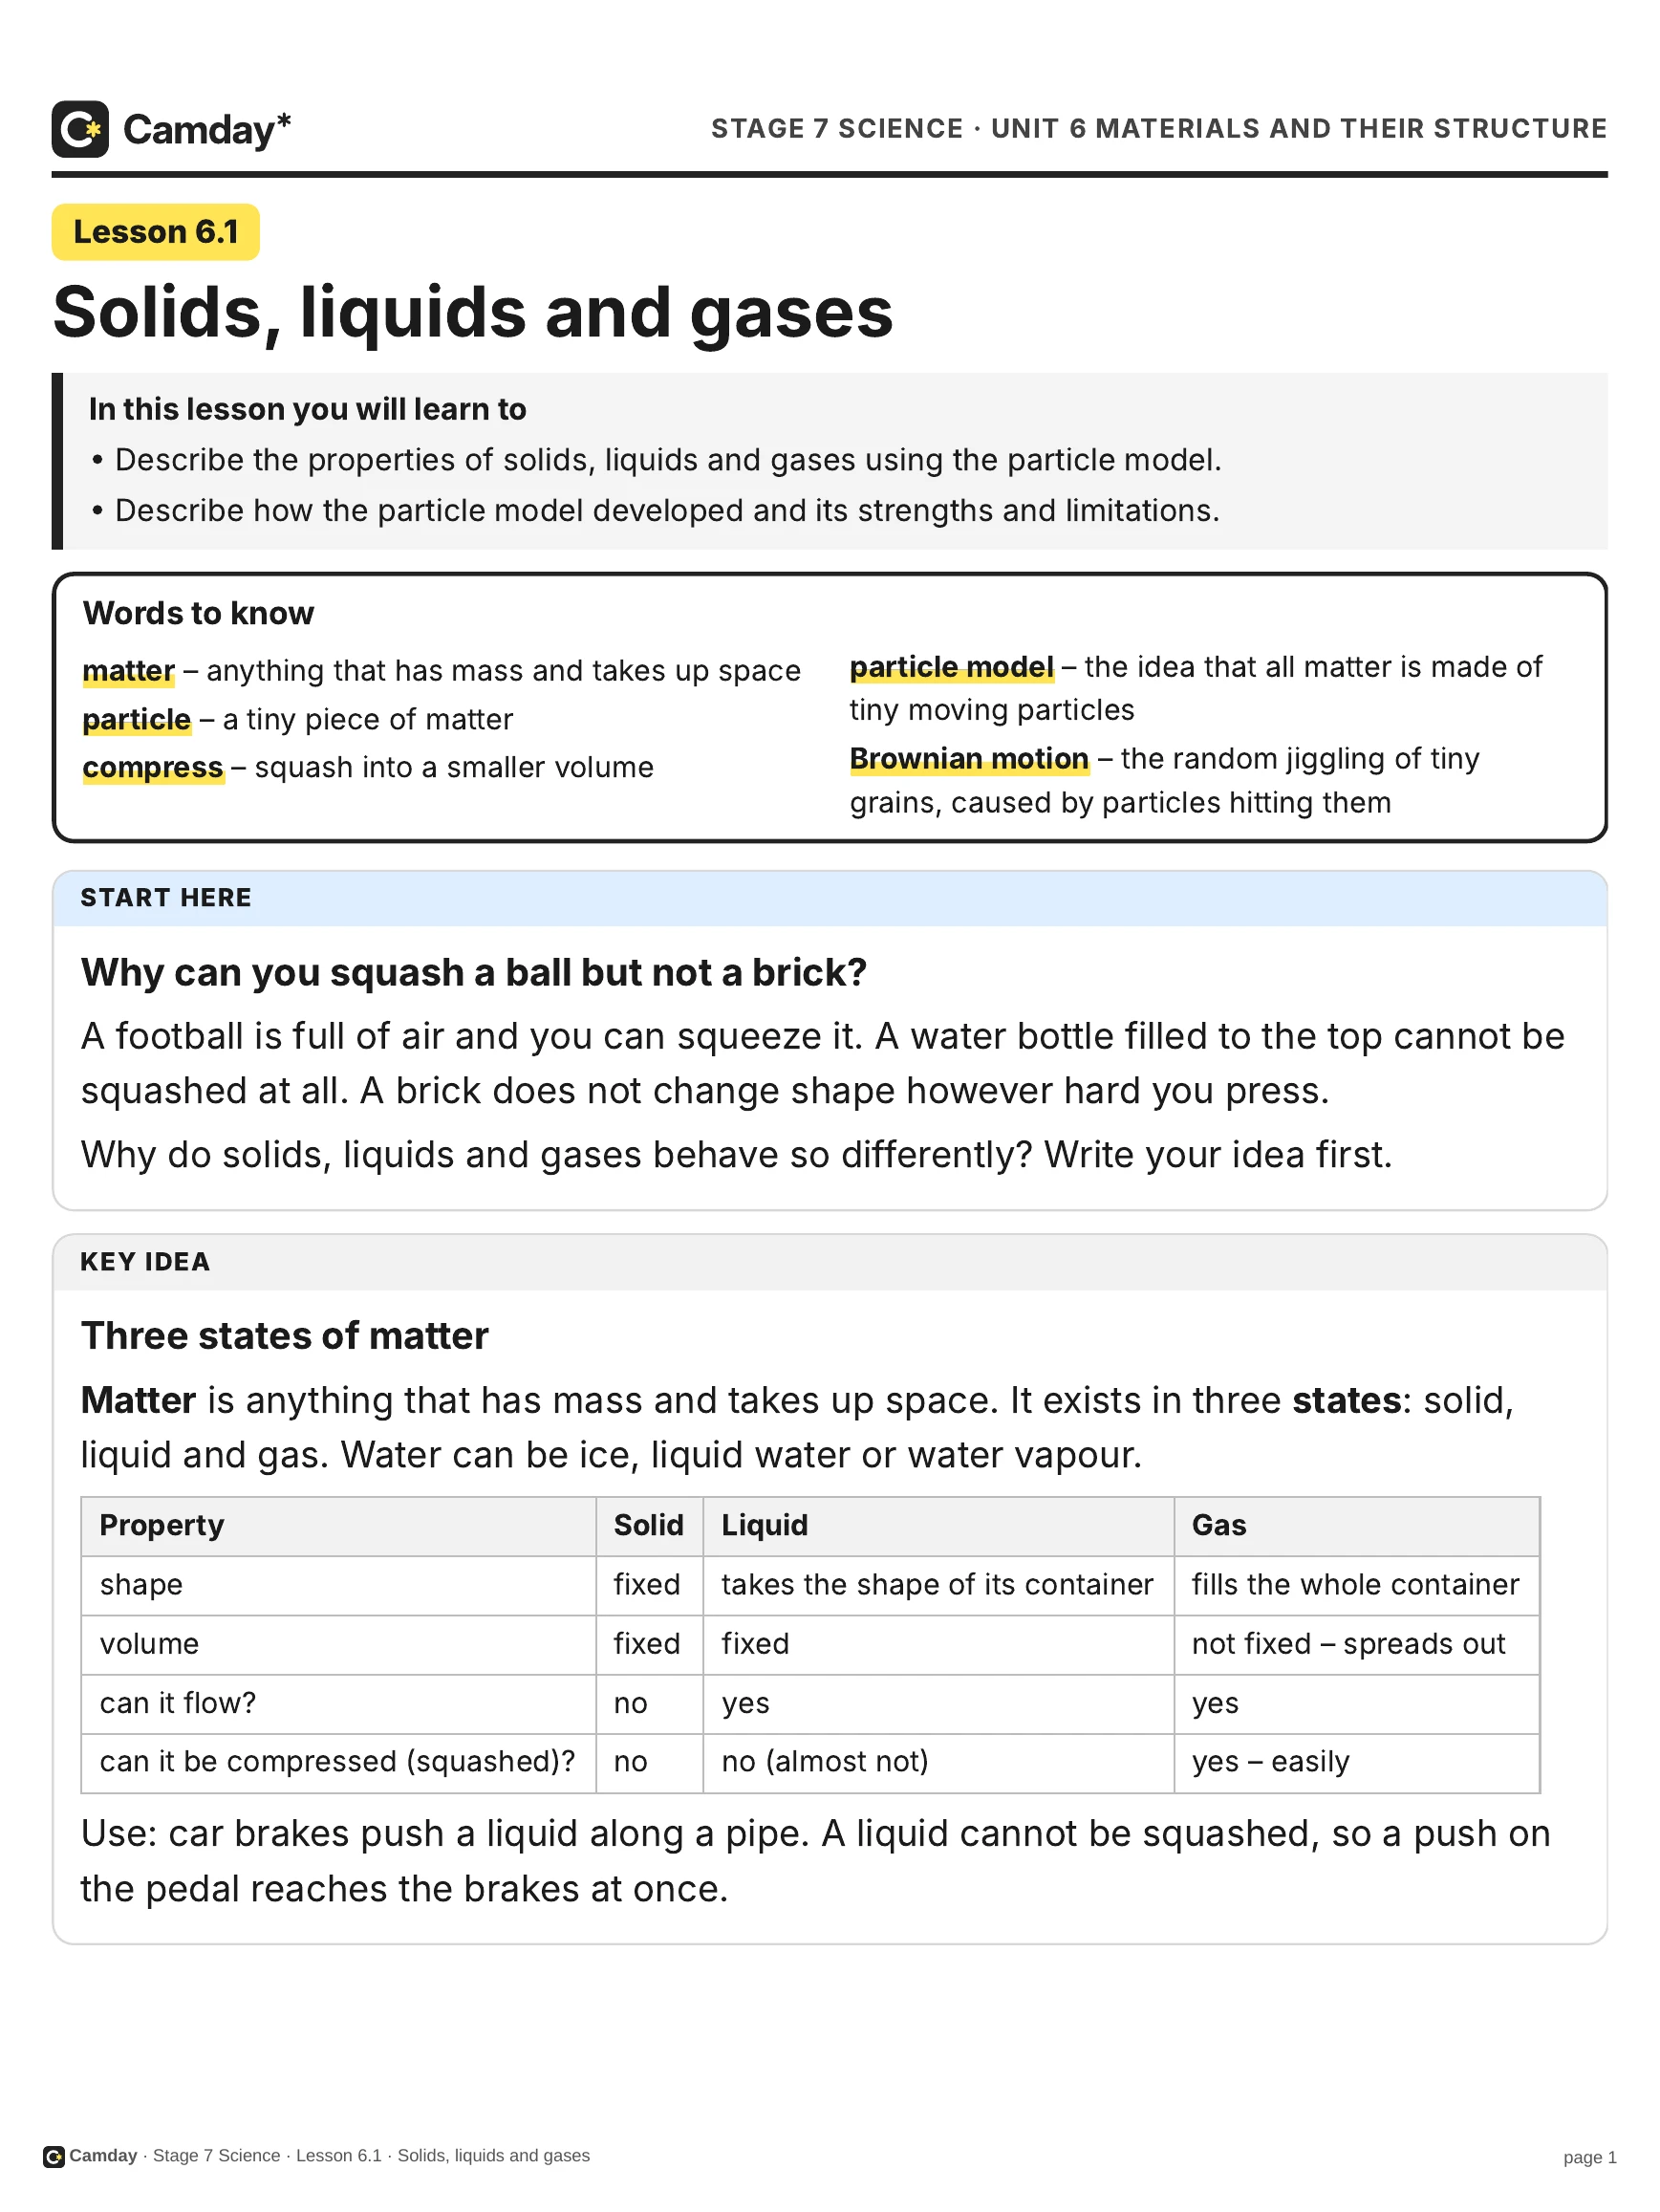 Camday*
STAGE 7 SCIENCE · UNIT 6 MATERIALS AND THEIR STRUCTURE
Lesson 6.1
Solids, liquids and gases
In this lesson you will learn to
• Describe the properties of solids, liquids and gases using the particle model.
• Describe how the particle model developed and its strengths and limitations.
Words to know
matter – anything that has mass and takes up space
particle – a tiny piece of matter
compress – squash into a smaller volume
particle model – the idea that all matter is made of
tiny moving particles
Brownian motion – the random jiggling of tiny
grains, caused by particles hitting them
START HERE
Why can you squash a ball but not a brick?
A football is full of air and you can squeeze it. A water bottle filled to the top cannot be
squashed at all. A brick does not change shape however hard you press.
Why do solids, liquids and gases behave so differently? Write your idea first.
KEY IDEA
Three states of matter
Matter is anything that has mass and takes up space. It exists in three states: solid,
liquid and gas. Water can be ice, liquid water or water vapour.
Property Solid Liquid Gas
shape fixed takes the shape of its container fills the whole container
volume fixed fixed not fixed – spreads out
can it flow? no yes yes
can it be compressed (squashed)? no no (almost not) yes – easily
Use: car brakes push a liquid along a pipe. A liquid cannot be squashed, so a push on
the pedal reaches the brakes at once.
Camday · Stage 7 Science · Lesson 6.1 · Solids, liquids and gases
page 1